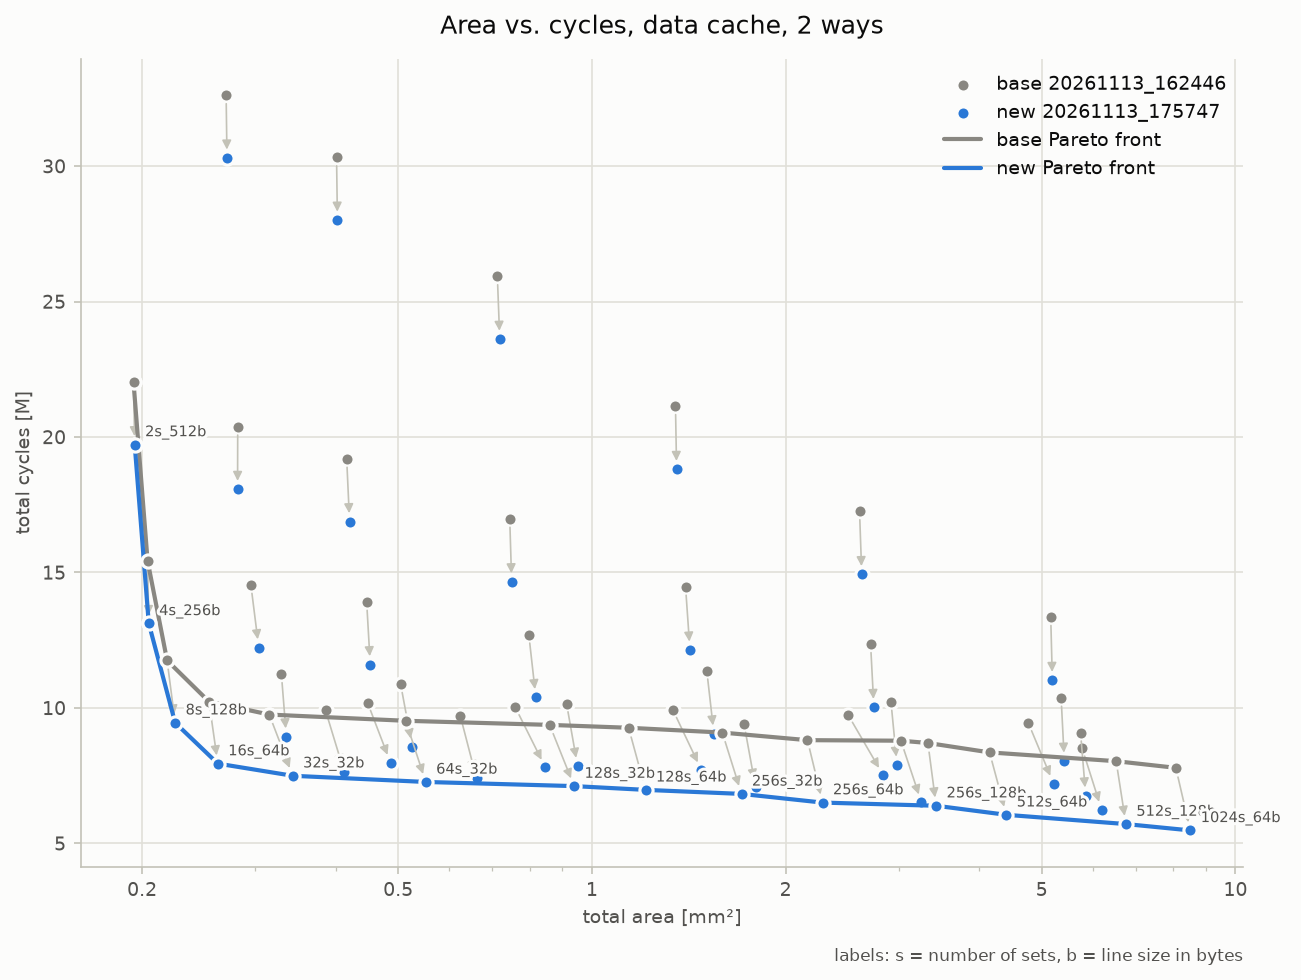 Area vs. cycles, data cache, 2 ways
base 20261113_162446
new 20261113_175747
base Pareto front
new Pareto front
30
25
20
15
10
5
total cycles [M]
2s_512b
4s_256b
8s_128b
16s_64b
32s_32b
64s_32b
128s_32b
128s_64b
256s_32b
256s_64b
256s_128b
512s_64b
512s_128b
1024s_64b
0.2
0.5
1
2
5
10
total area [mm²]
labels: s = number of sets, b = line size in bytes